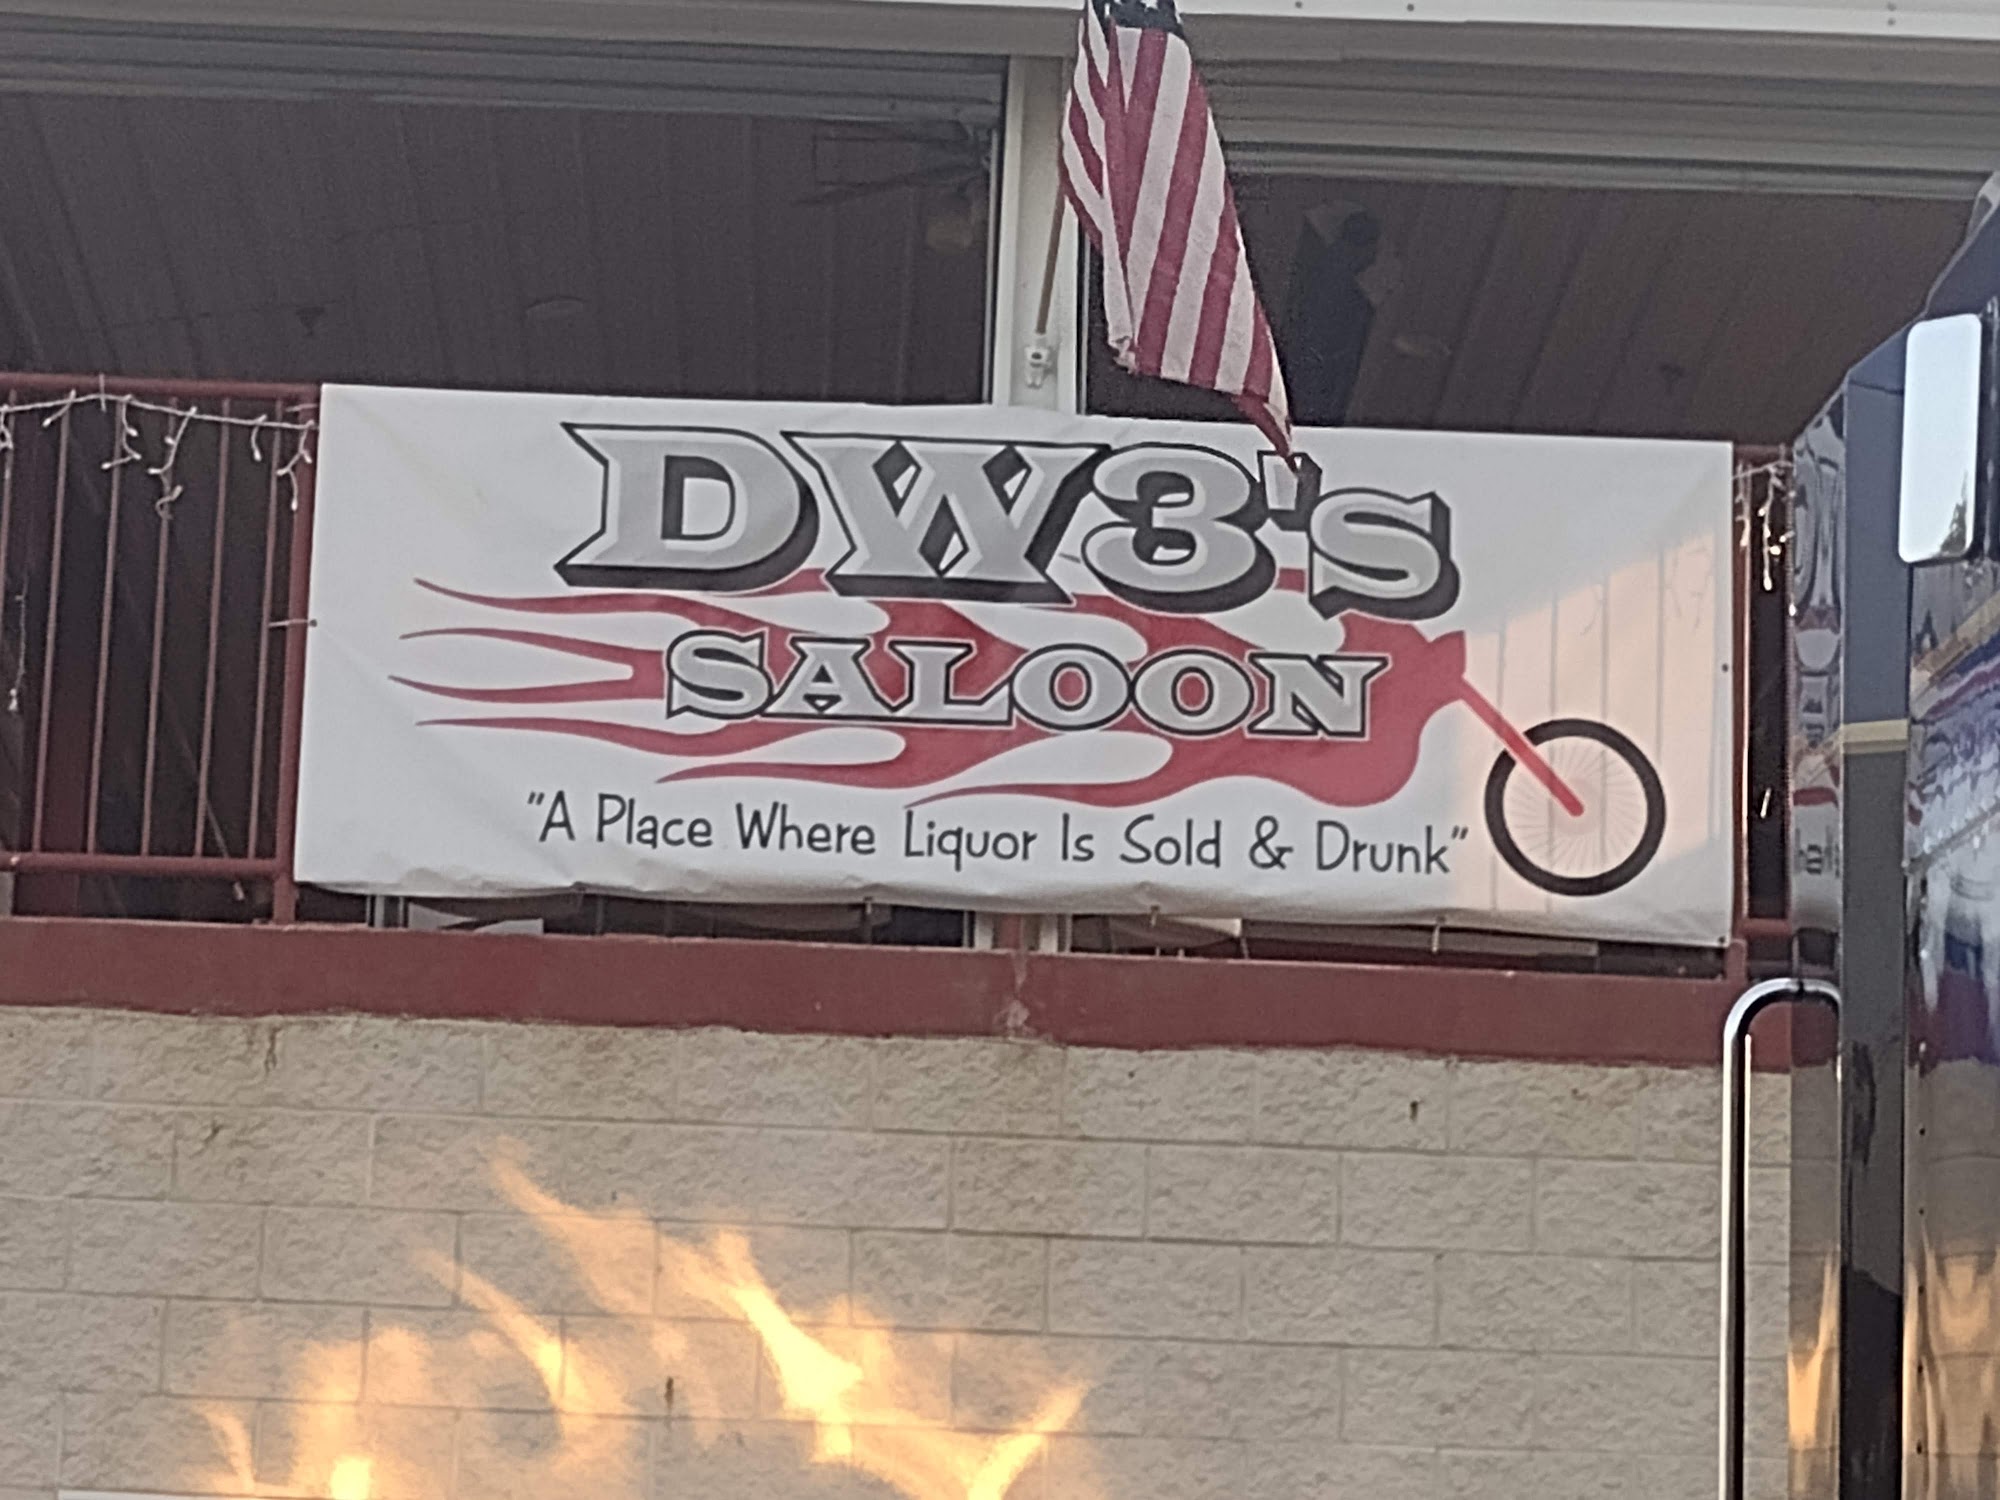 DW3's
SALOON
"A Place Where Liquor Is Sold & Drunk"